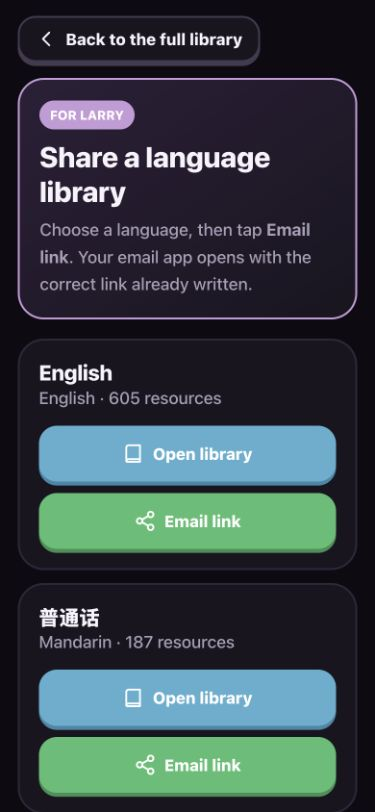 Back to the full library
FOR LARRY
Share a language
library
Choose a language, then tap Email
link. Your email app opens with the
correct link already written.
English
English · 605 resources
Open library
Email link
普通话
Mandarin · 187 resources
Open library
Email link